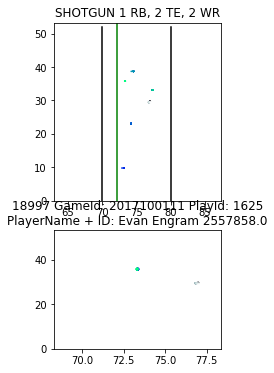 SHOTGUN 1 RB, 2 TE, 2 WR
50
40
30
20
10
0
65 70 75 80 85
18997 GameId: 2017100111 PlayId: 1625
PlayerName + ID: Evan Engram 2557858.0
40
20
0
70.0 72.5 75.0 77.5